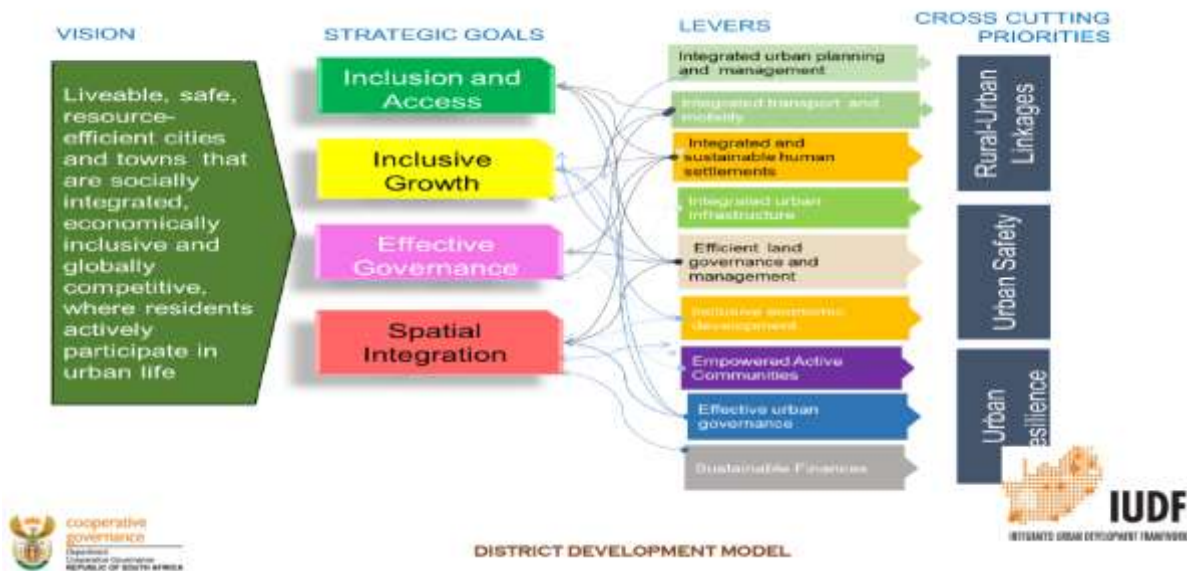 VISION
Liveable, safe,
resource-
efficient cities
and towns that
are socially
integrated,
economically
inclusive and
globally
competitive,
where residents
actively
participate in
urban life
STRATEGIC GOALS
Inclusion and
Access
Inclusive
Growth
Effective
Governance
Spatial
Integration
LEVERS
Integrated urban planning
and management
Integrated transport and
mobility
Integrated and
sustainable human
settlements
Integrated urban
infrastructure
Efficient land
governance and
management
Inclusive economic
development
Empowered Active
Communities
Effective urban
governance
Sustainable Finances
CROSS CUTTING
PRIORITIES
Rural-Urban
Linkages
Urban Safety
Urban
esilience
IUDF
INTEGRATED URBAN DEVELOPMENT FRAMEWORK
cooperative
governance
Department:
Cooperative Governance
REPUBLIC OF SOUTH AFRICA
DISTRICT DEVELOPMENT MODEL